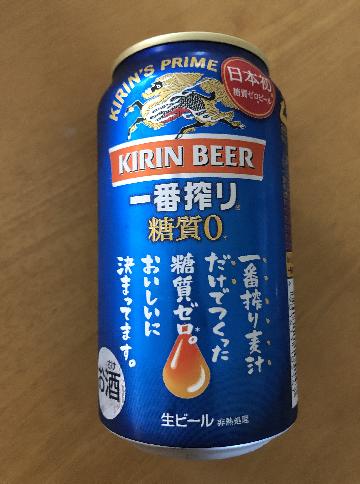 KIRIN'S PRIME
日本初
糖質ゼロビール
KIRIN BEER
一番搾り
糖質0
一番搾り麦汁
だけでつくった
糖質ゼロ。*
おいしいに
決まってます。
お酒
生ビール 非熱処理